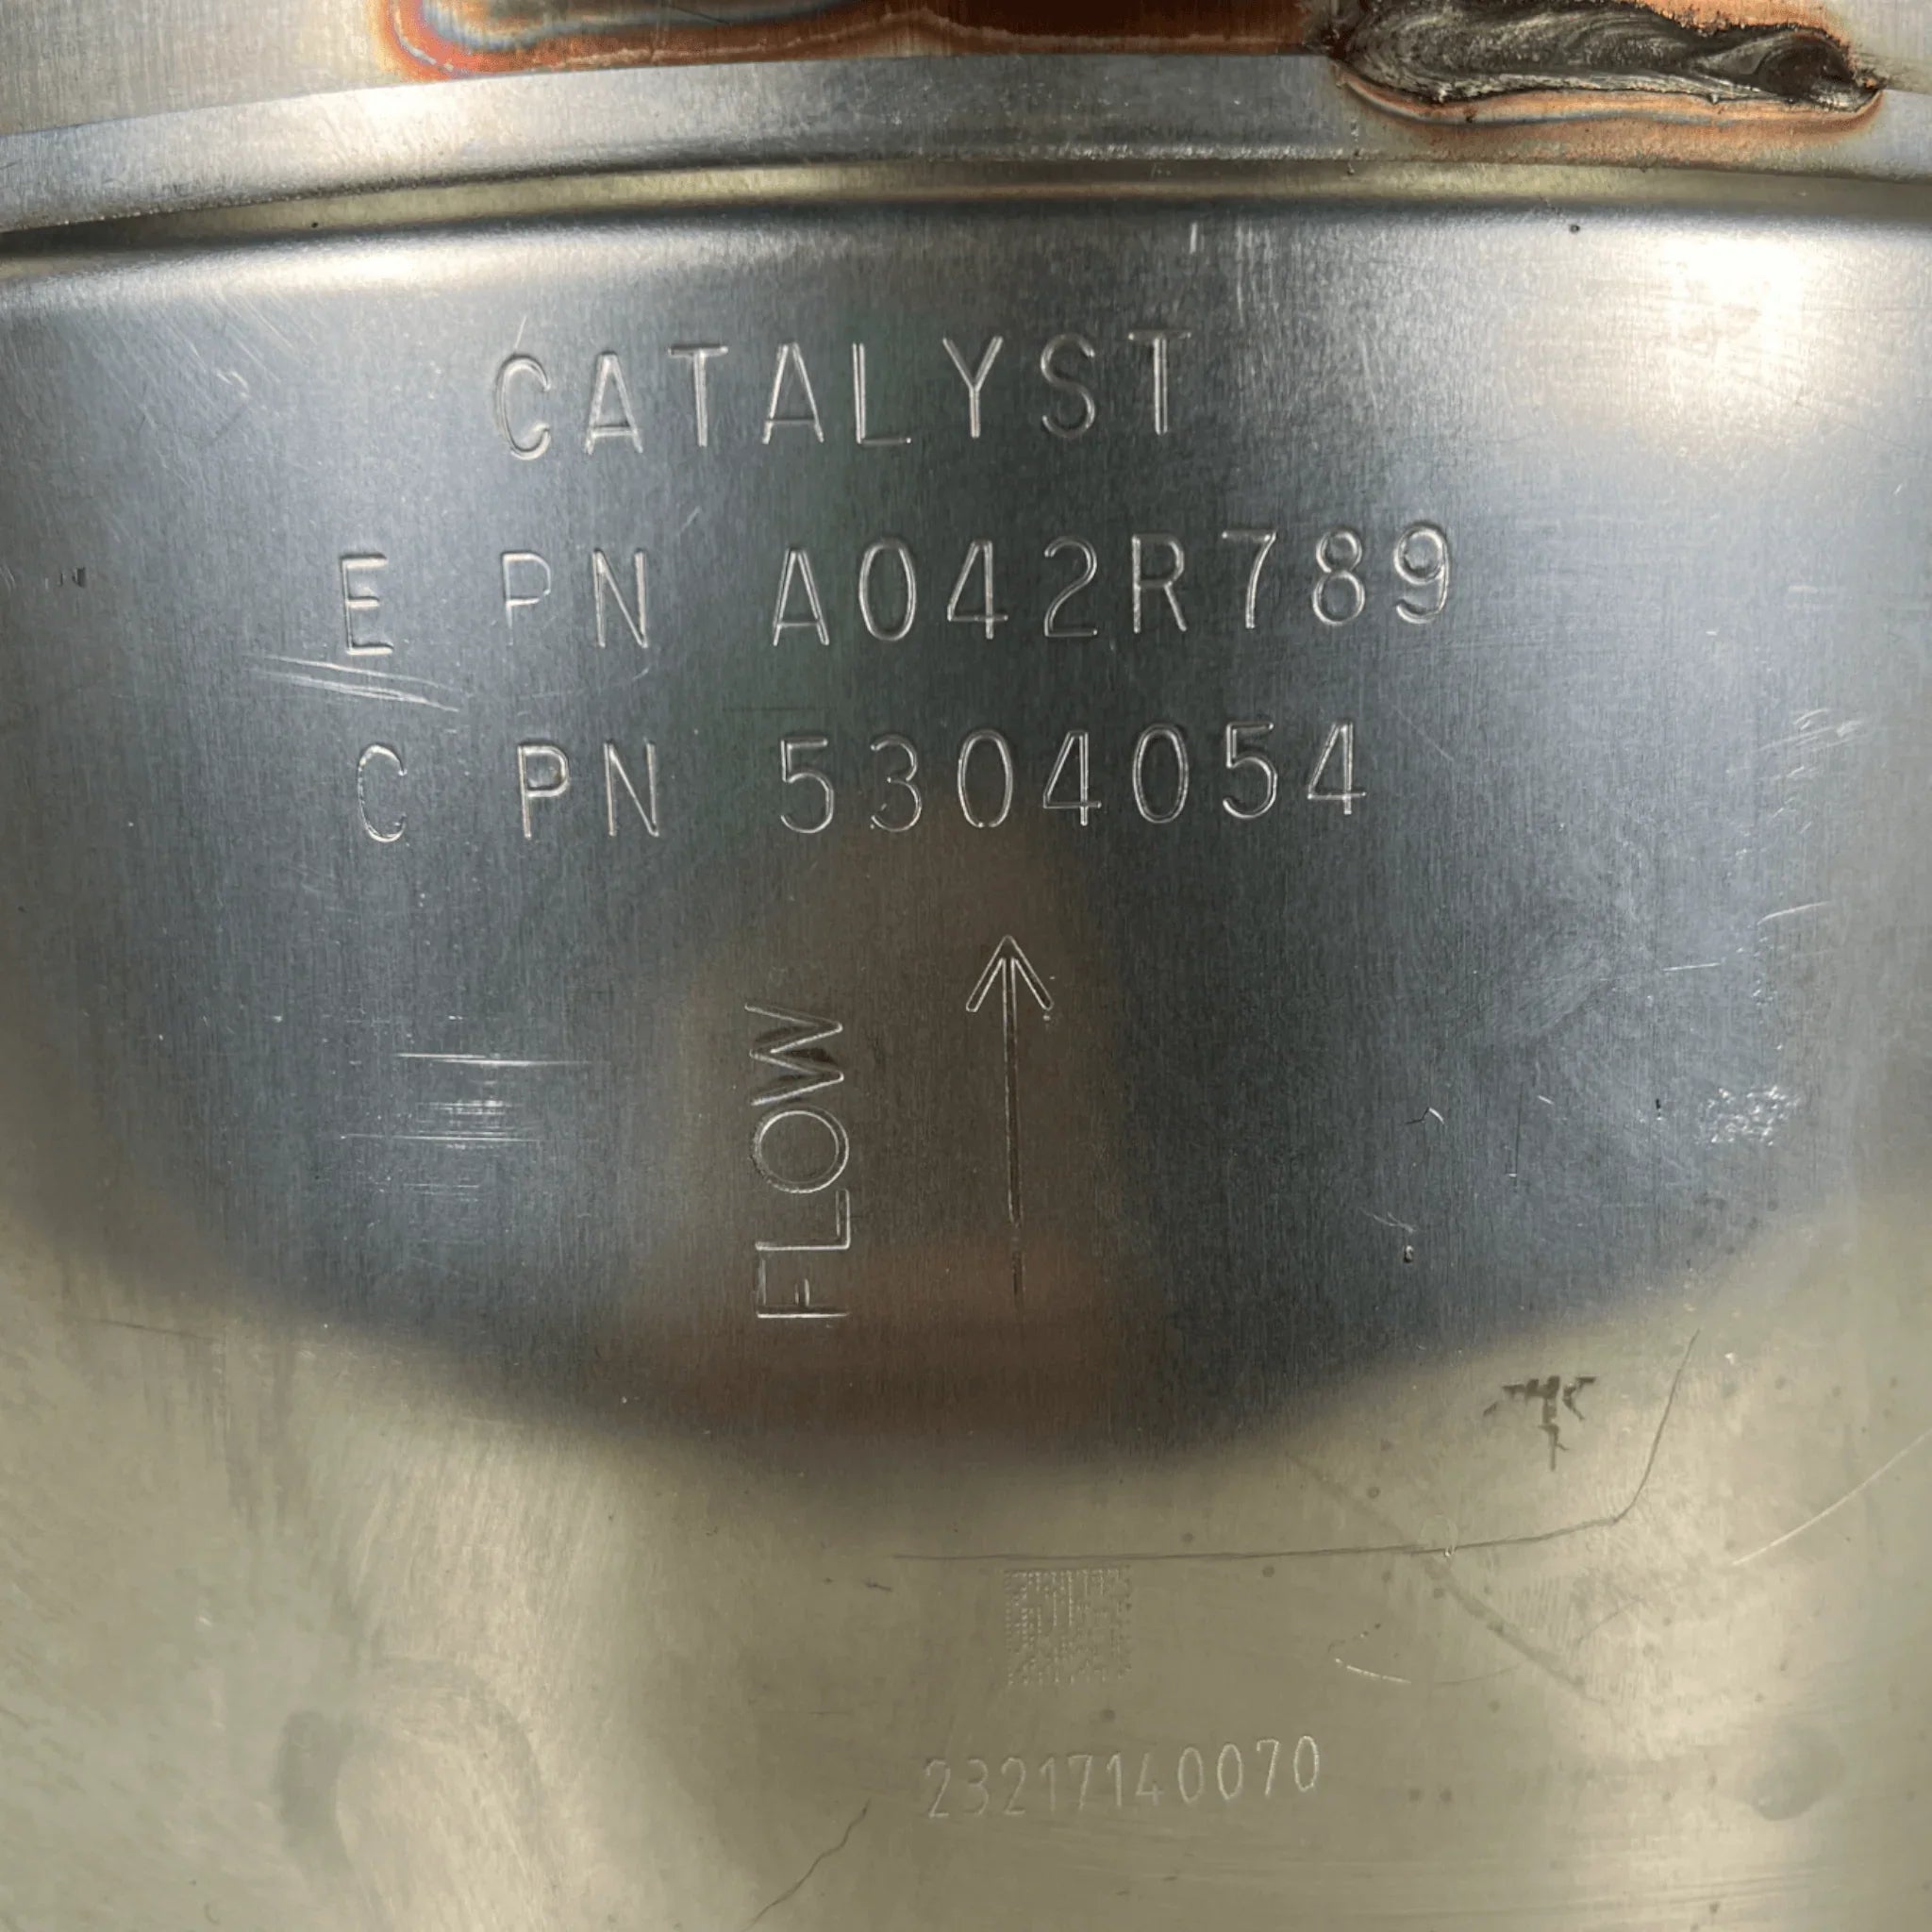 CATALYST
E PN A042R789
C PN 5304054
FLOW
23217140070